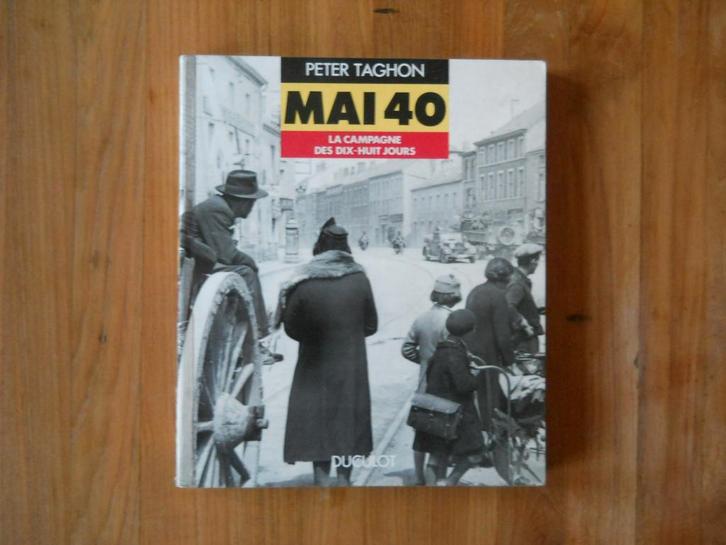 PETER TAGHON
MAI 40
LA CAMPAGNE
DES DIX-HUIT JOURS
DUCULOT